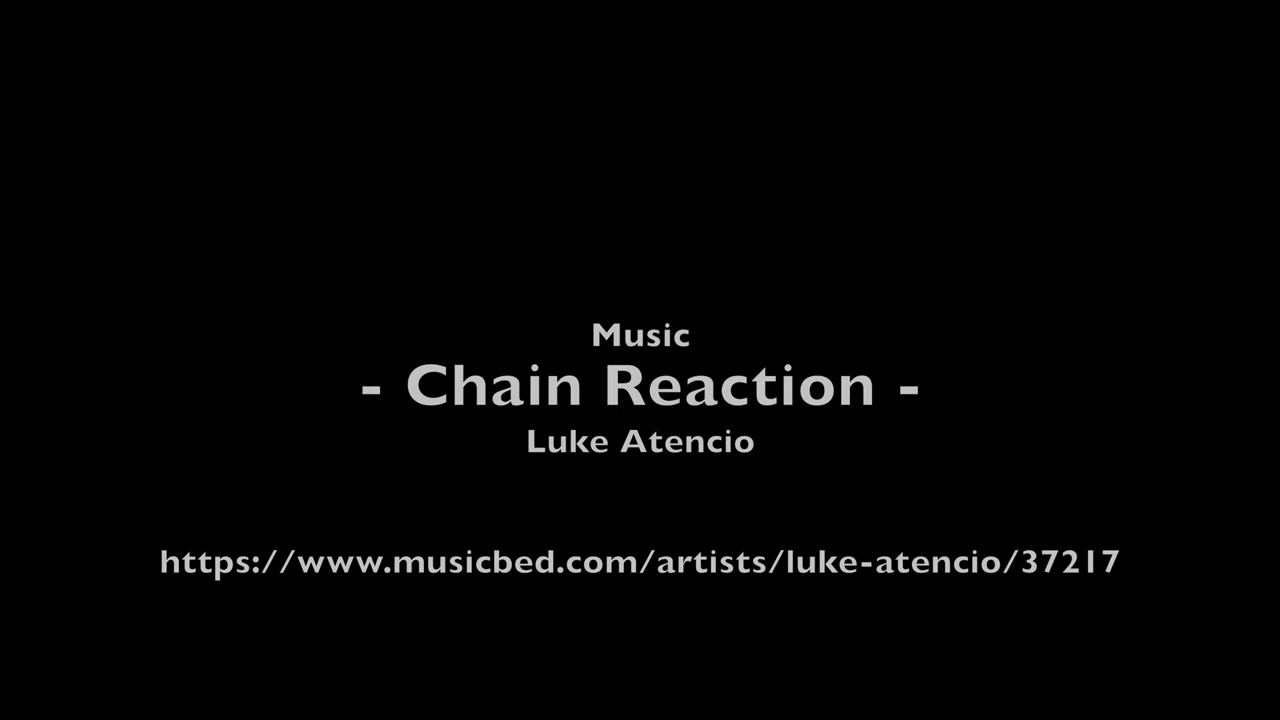 Music
- Chain Reaction -
Luke Atencio
https://www.musicbed.com/artists/luke-atencio/37217